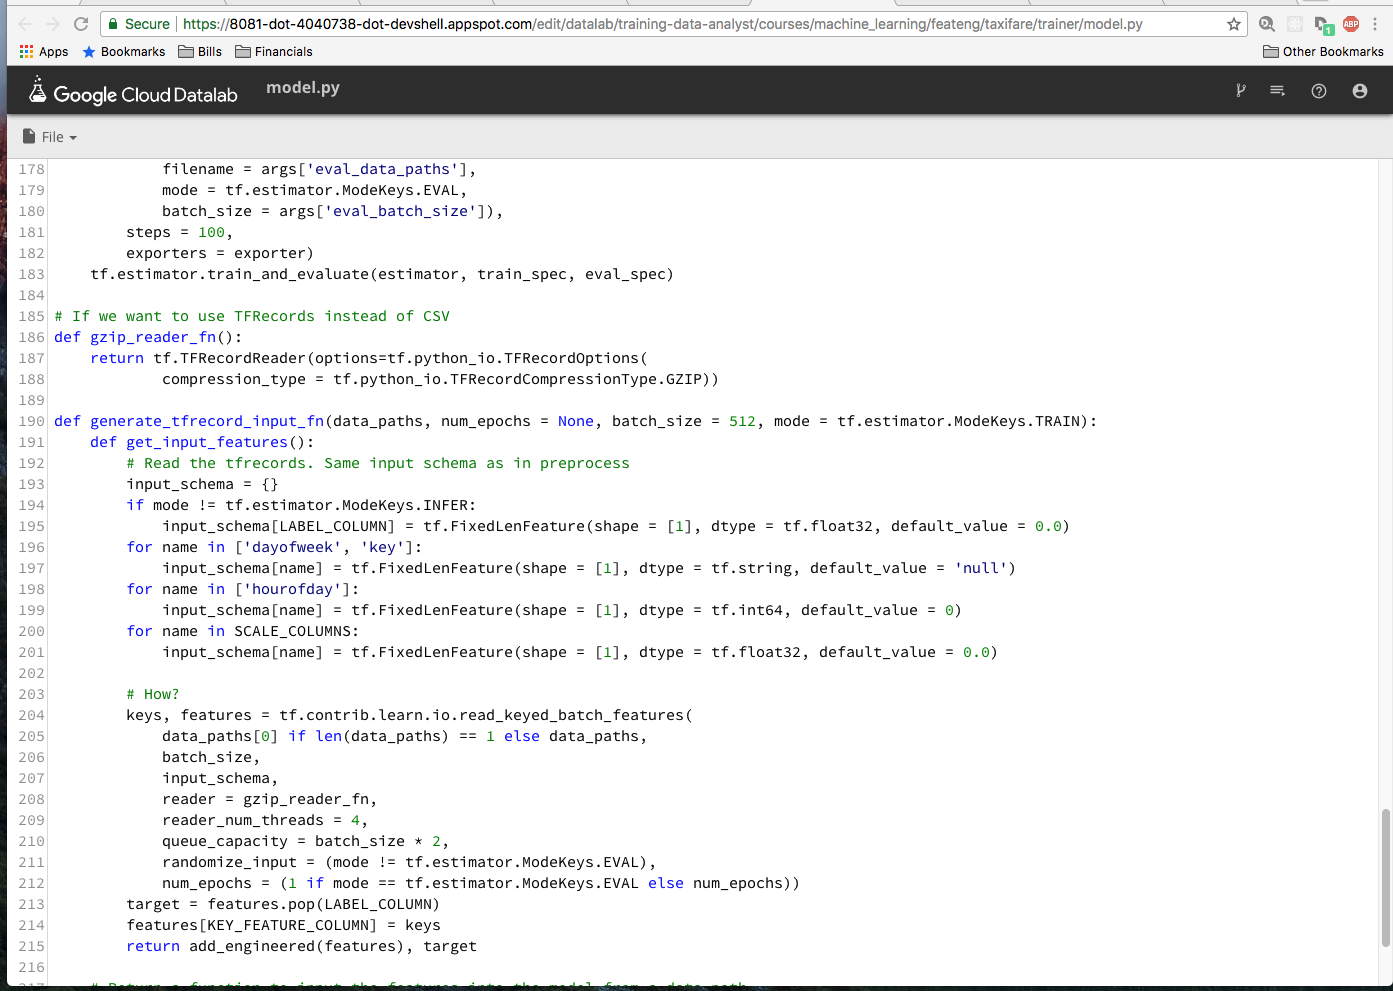 Secure https://8081-dot-4040738-dot-devshell.appspot.com/edit/datalab/training-data-analyst/courses/machine_learning/feateng/taxifare/trainer/model.py
ABP
1
Apps Bookmarks Bills Financials Other Bookmarks
Google Cloud Datalab model.py
File
178             filename = args['eval_data_paths'],
179             mode = tf.estimator.ModeKeys.EVAL,
180             batch_size = args['eval_batch_size']),
181         steps = 100,
182         exporters = exporter)
183     tf.estimator.train_and_evaluate(estimator, train_spec, eval_spec)
184
185 # If we want to use TFRecords instead of CSV
186 def gzip_reader_fn():
187     return tf.TFRecordReader(options=tf.python_io.TFRecordOptions(
188             compression_type = tf.python_io.TFRecordCompressionType.GZIP))
189
190 def generate_tfrecord_input_fn(data_paths, num_epochs = None, batch_size = 512, mode = tf.estimator.ModeKeys.TRAIN):
191     def get_input_features():
192         # Read the tfrecords. Same input schema as in preprocess
193         input_schema = {}
194         if mode != tf.estimator.ModeKeys.INFER:
195             input_schema[LABEL_COLUMN] = tf.FixedLenFeature(shape = [1], dtype = tf.float32, default_value = 0.0)
196         for name in ['dayofweek', 'key']:
197             input_schema[name] = tf.FixedLenFeature(shape = [1], dtype = tf.string, default_value = 'null')
198         for name in ['hourofday']:
199             input_schema[name] = tf.FixedLenFeature(shape = [1], dtype = tf.int64, default_value = 0)
200         for name in SCALE_COLUMNS:
201             input_schema[name] = tf.FixedLenFeature(shape = [1], dtype = tf.float32, default_value = 0.0)
202
203         # How?
204         keys, features = tf.contrib.learn.io.read_keyed_batch_features(
205             data_paths[0] if len(data_paths) == 1 else data_paths,
206             batch_size,
207             input_schema,
208             reader = gzip_reader_fn,
209             reader_num_threads = 4,
210             queue_capacity = batch_size * 2,
211             randomize_input = (mode != tf.estimator.ModeKeys.EVAL),
212             num_epochs = (1 if mode == tf.estimator.ModeKeys.EVAL else num_epochs))
213         target = features.pop(LABEL_COLUMN)
214         features[KEY_FEATURE_COLUMN] = keys
215         return add_engineered(features), target
216